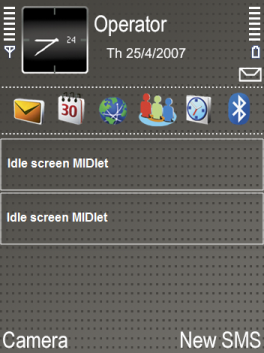 Operator
24
Th 25/4/2007
30
Idle screen MIDlet
Idle screen MIDlet
Camera
New SMS